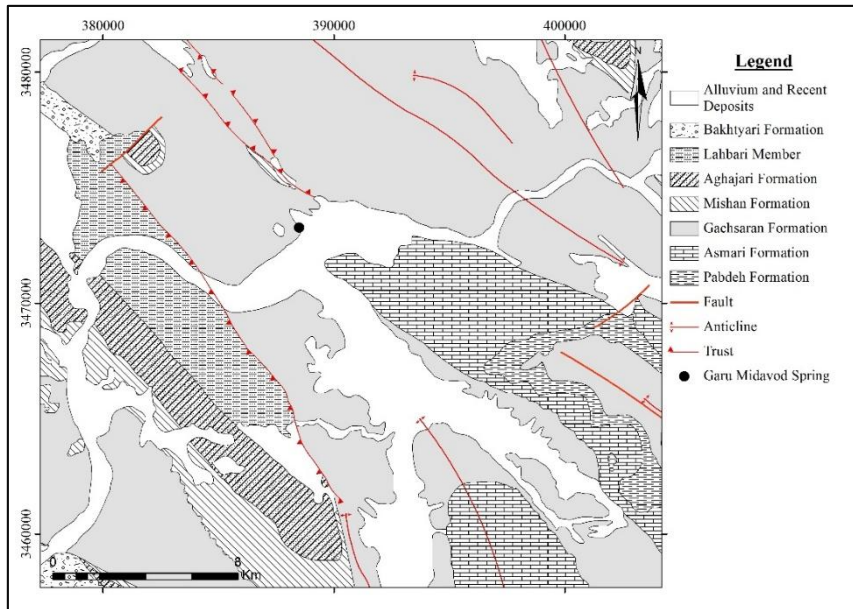 380000
390000
400000
3480000
3470000
3460000
N
0
8
Km
Legend
Alluvium and Recent
Deposits
Bakhtyari Formation
Lahbari Member
Aghajari Formation
Mishan Formation
Gachsaran Formation
Asmari Formation
Pabdeh Formation
Fault
Anticline
Trust
Garu Midavod Spring